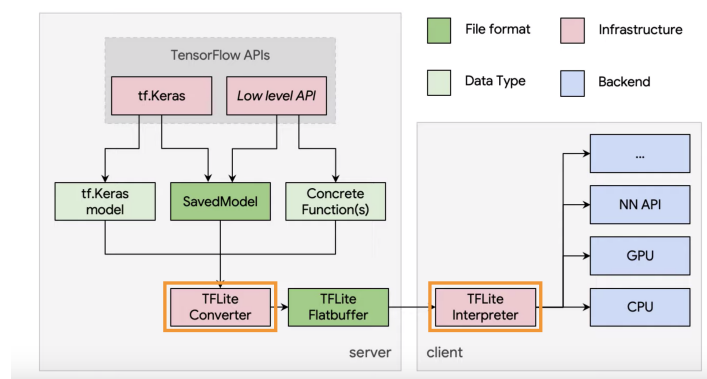 TensorFlow APIs
tf.Keras
Low level API
tf.Keras
model
SavedModel
Concrete
Function(s)
TFLite
Converter
TFLite
Flatbuffer
server
File format
Infrastructure
Data Type
Backend
TFLite
Interpreter
...
NN API
GPU
CPU
client